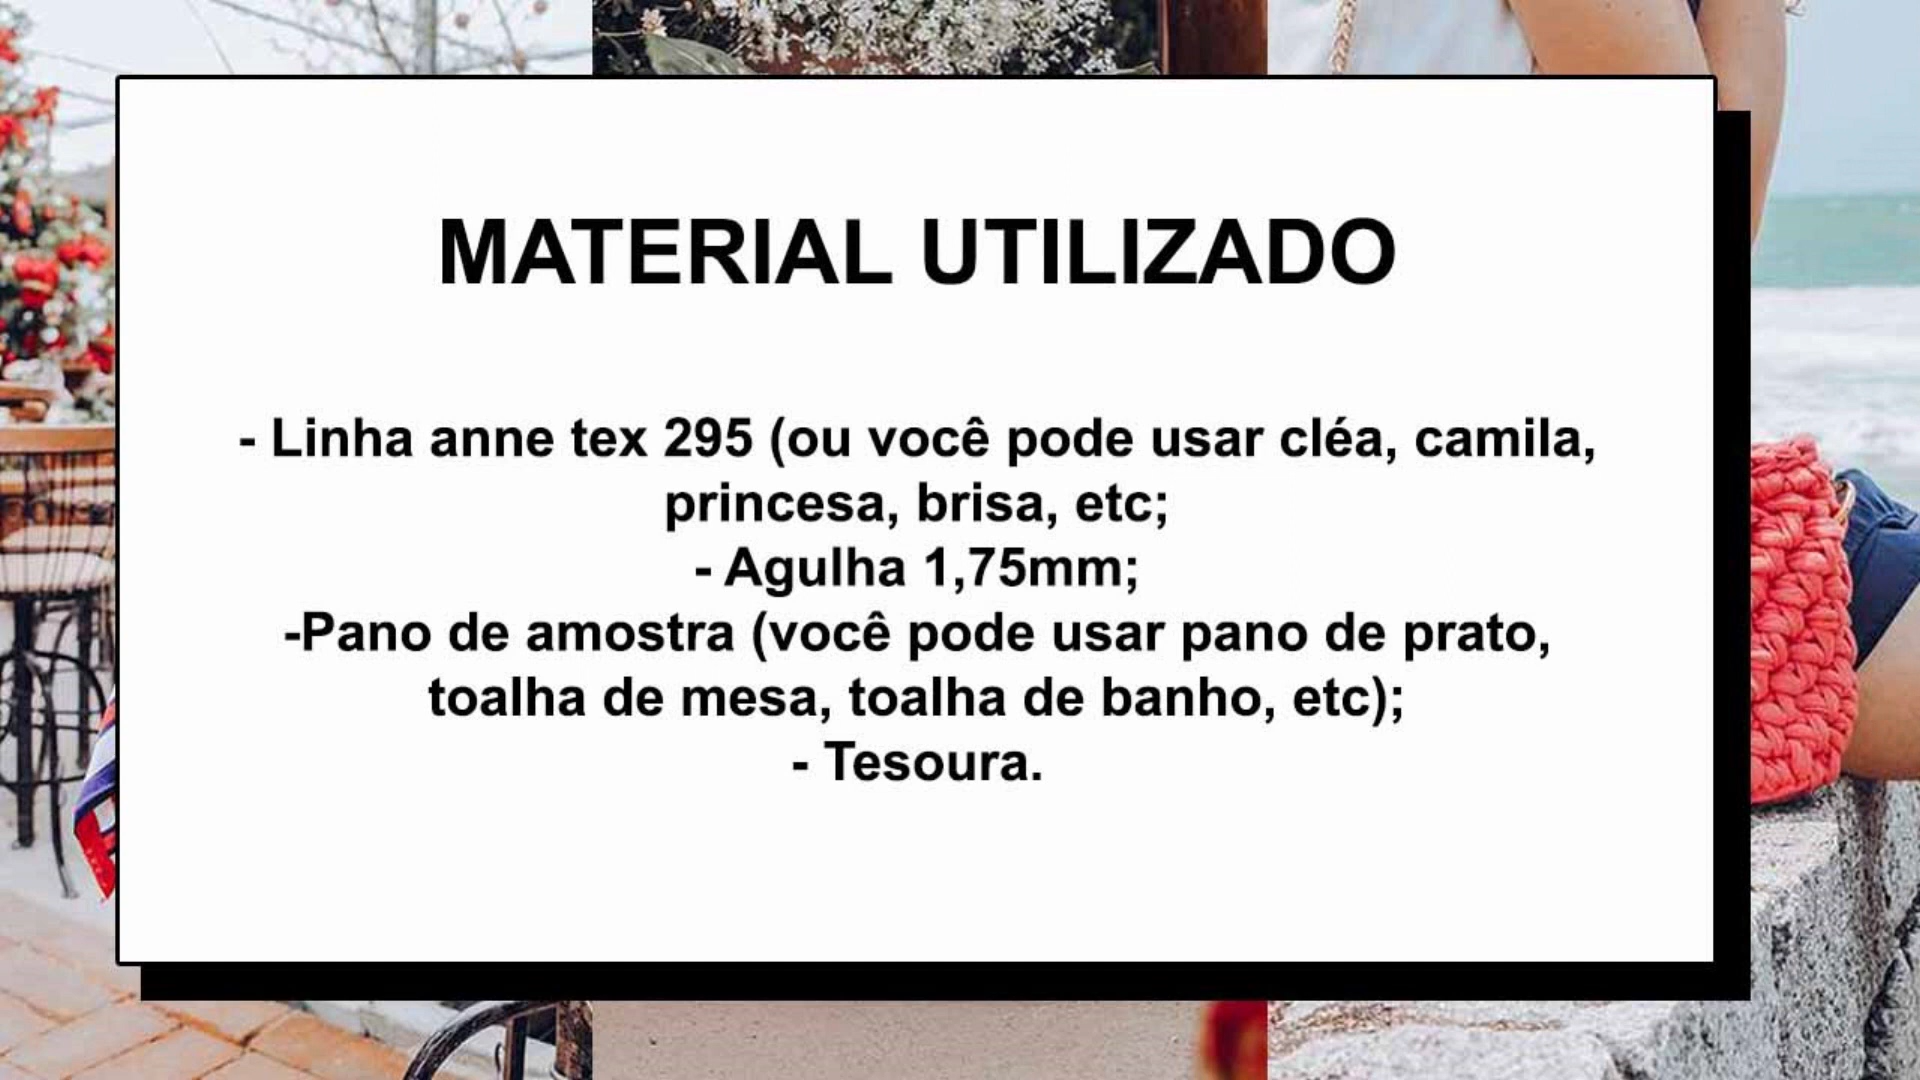 MATERIAL UTILIZADO
- Linha anne tex 295 (ou você pode usar cléa, camila,
princesa, brisa, etc;
- Agulha 1,75mm;
-Pano de amostra (você pode usar pano de prato,
toalha de mesa, toalha de banho, etc);
- Tesoura.